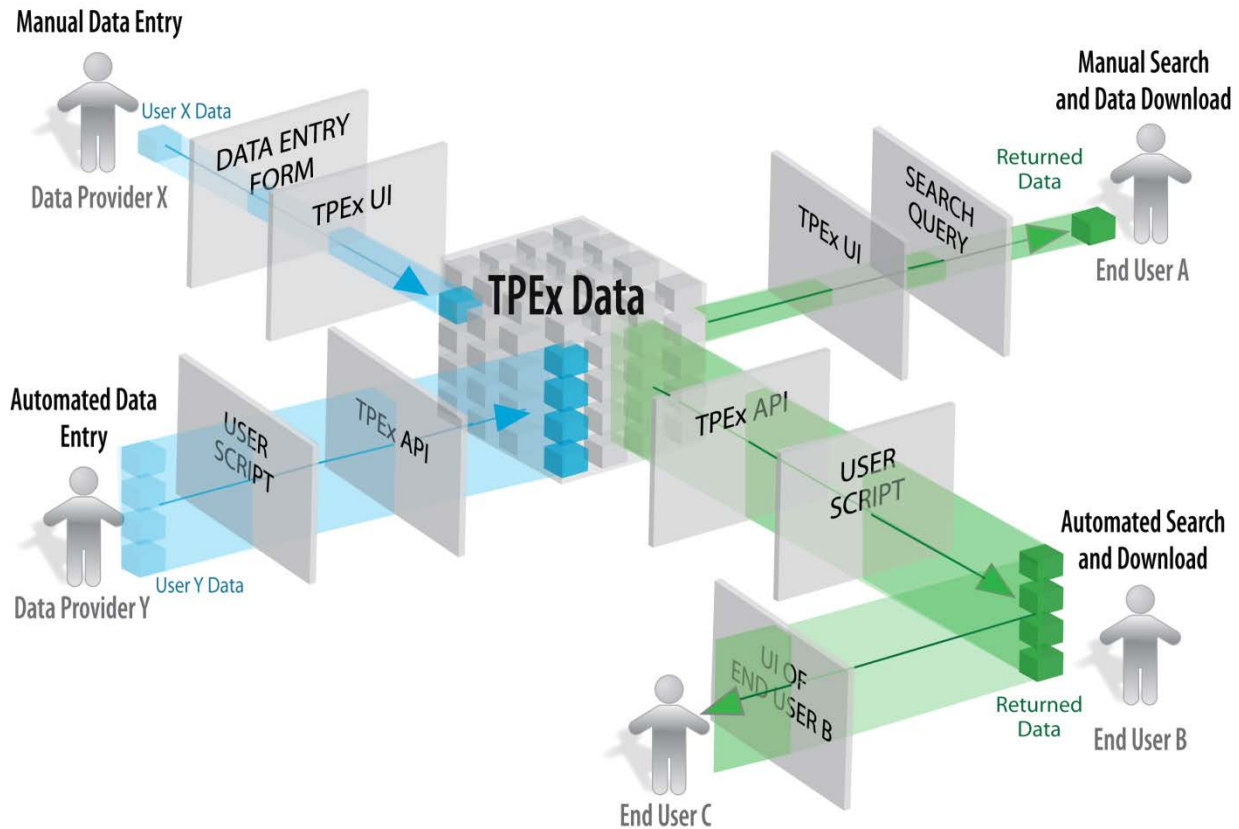 Manual Data Entry
User X Data
Data Provider X
DATA ENTRY
FORM
TPEx UI
Manual Search
and Data Download
Returned
Data
End User A
SEARCH
QUERY
TPEx UI
TPEx Data
Automated Data
Entry
USER
SCRIPT
TPEx API
User Y Data
Data Provider Y
TPEx API
USER
SCRIPT
Automated Search
and Download
Returned
Data
End User B
UI OF
END USER B
End User C